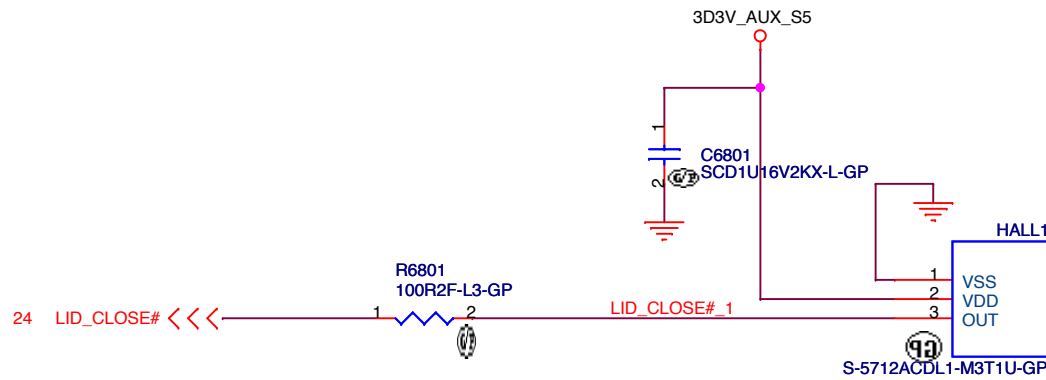 3D3V_AUX_S5
1
C6801
SCD1U16V2KX-L-GP
2
G/P
HALL1
R6801
100R2F-L3-GP
1 VSS
2 VDD
3 OUT
24 LID_CLOSE#
1
2
LID_CLOSE#_1
GP
S-5712ACDL1-M3T1U-GP